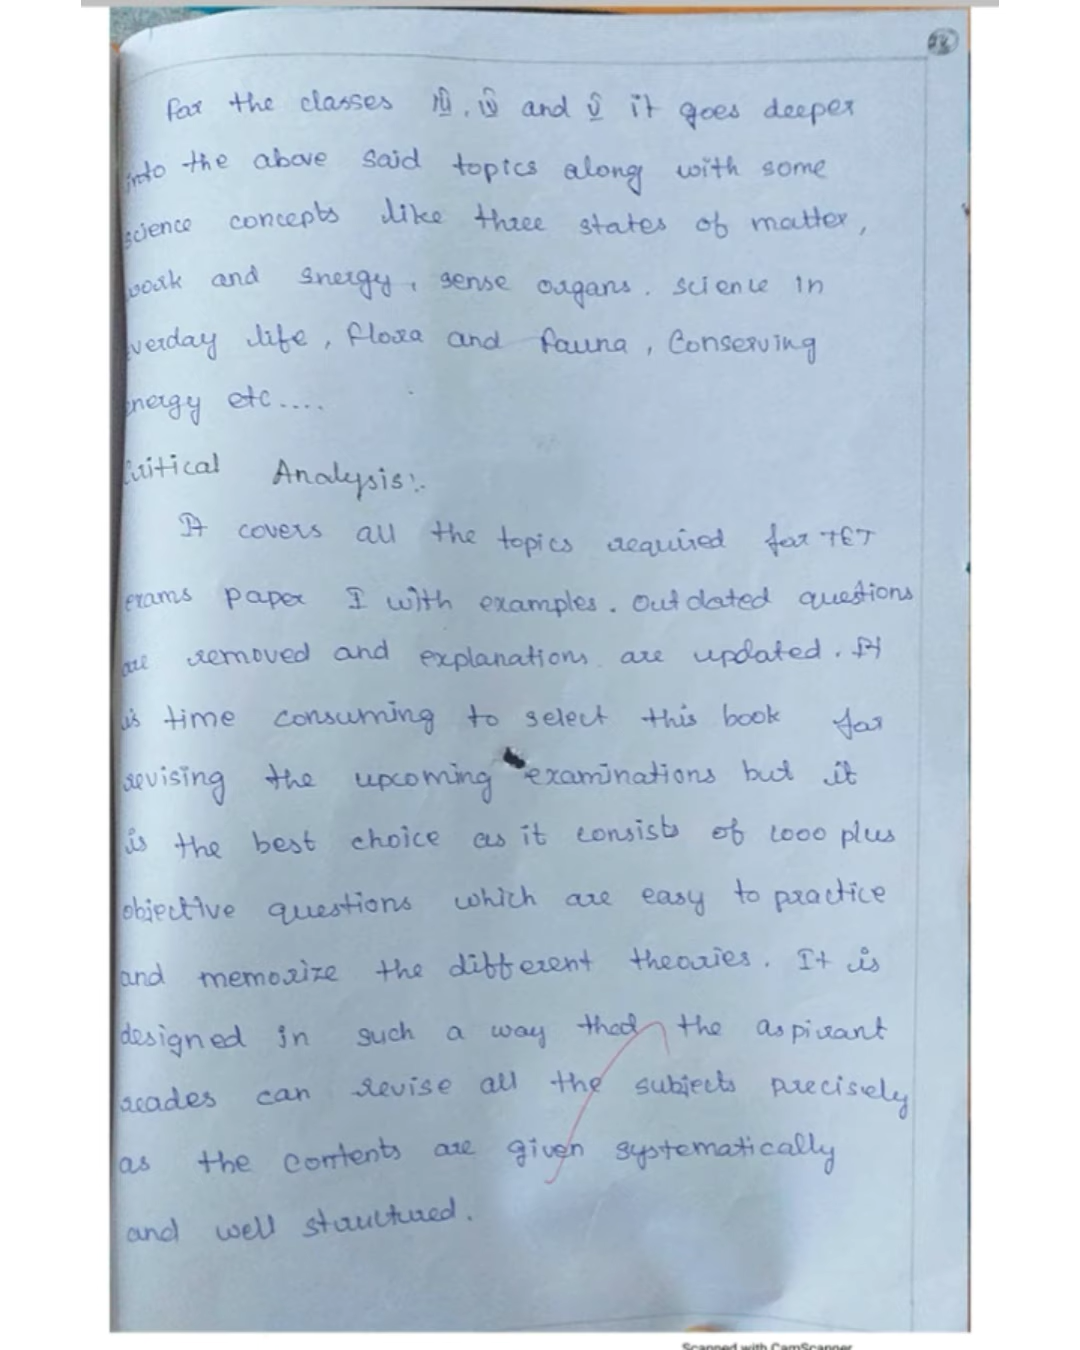 For the classes iii, iv and v it goes deeper
into the above said topics along with some
science concepts like three states of matter,
work and Energy, sense organs. science in
everday life, flora and fauna, Conserving
energy etc....
Critical Analysis:-
It covers all the topics required for TET
exams paper I with examples. Outdated questions
are removed and explanations are updated. It
is time consuming to select this book for
revising the upcoming examinations but it
is the best choice as it consists of 1000 plus
objective questions which are easy to practice
and memorize the different theories. It is
designed in such a way that the aspirant
reades can revise all the subjects precisely
as the contents are given systematically
and well structured.
Scanned with CamScanner